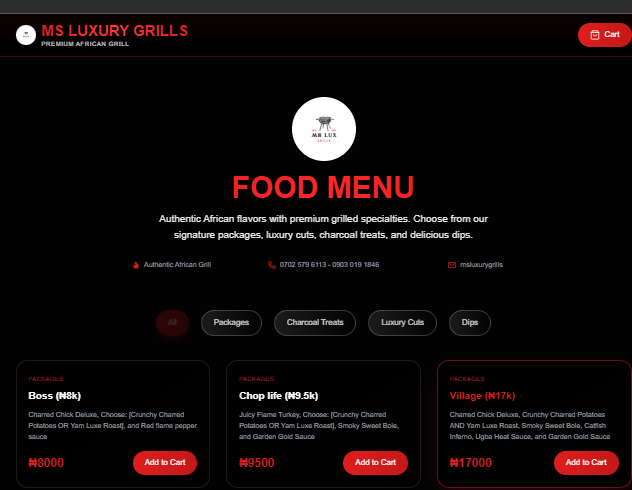 MS LUXURY GRILLS
PREMIUM AFRICAN GRILL
Cart
MS LUX
GRILLS
FOOD MENU
Authentic African flavors with premium grilled specialties. Choose from our
signature packages, luxury cuts, charcoal treats, and delicious dips.
Authentic African Grill
0702 579 6113 - 0903 019 1846
msluxurygrills
All
Packages
Charcoal Treats
Luxury Cuts
Dips
PACKAGES
Boss (₦8k)
Charred Chick Deluxe, Choose: [Crunchy Charred
Potatoes OR Yam Luxe Roast], and Red flame pepper
sauce
₦8000
Add to Cart
PACKAGES
Chop life (₦9.5k)
Juicy Flame Turkey, Choose: [Crunchy Charred
Potatoes OR Yam Luxe Roast], Smoky Sweet Bole,
and Garden Gold Sauce
₦9500
Add to Cart
PACKAGES
Village (₦17k)
Charred Chick Deluxe, Crunchy Charred Potatoes
AND Yam Luxe Roast, Smoky Sweet Bole, Catfish
Inferno, Ugba Heat Sauce, and Garden Gold Sauce
₦17000
Add to Cart